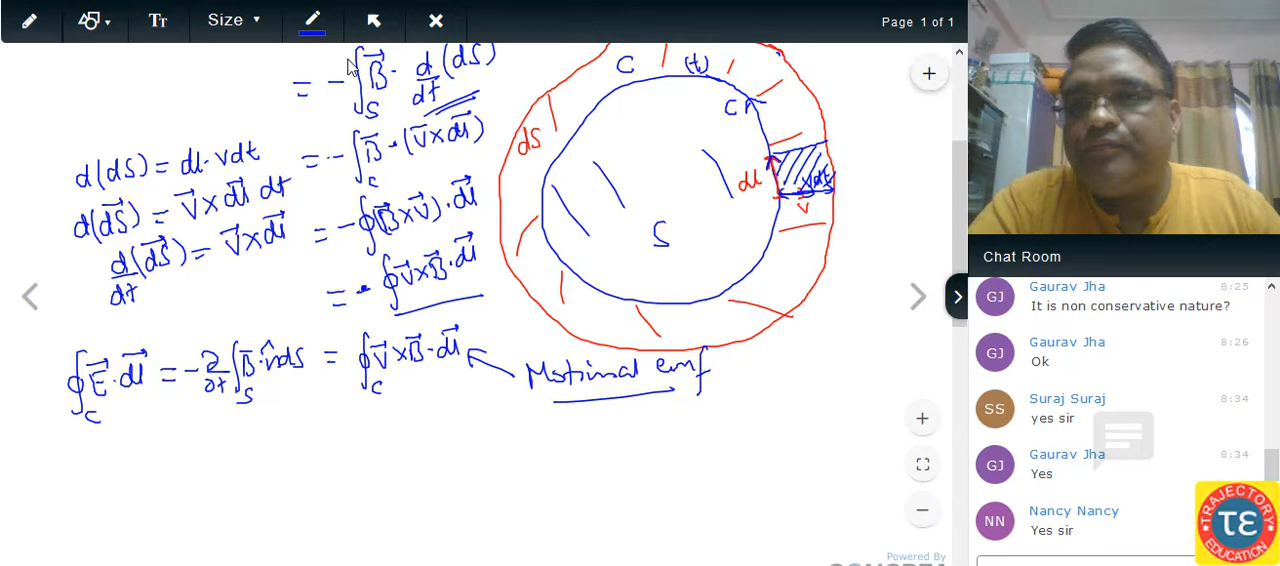 Size
Page 1 of 1
= - ∫_S B⃗ · d/dt (dS)
d(dS) = dl · vdt = - ∫_C B⃗ · (V⃗ × dl⃗)
d(dS⃗) = V⃗ × dl⃗ dt
d/dt (dS⃗) = V⃗ × dl⃗ = - ∮(B⃗ × V⃗) · dl⃗
= - ∮ V⃗ × B⃗ · dl⃗
∮_C E⃗ · dl⃗ = - ∂/∂t ∫_S B⃗ · n̂ dS = ∮_C V⃗ × B⃗ · dl⃗
Motional emf
C (t)
dS
dl
vdt
v
S
Powered By
Chat Room
GJ
Gaurav Jha 8:25
It is non conservative nature?
GJ
Gaurav Jha 8:26
Ok
SS
Suraj Suraj 8:34
yes sir
GJ
Gaurav Jha 8:34
Yes
NN
Nancy Nancy
Yes sir
TRAJECTORY
TE
EDUCATION